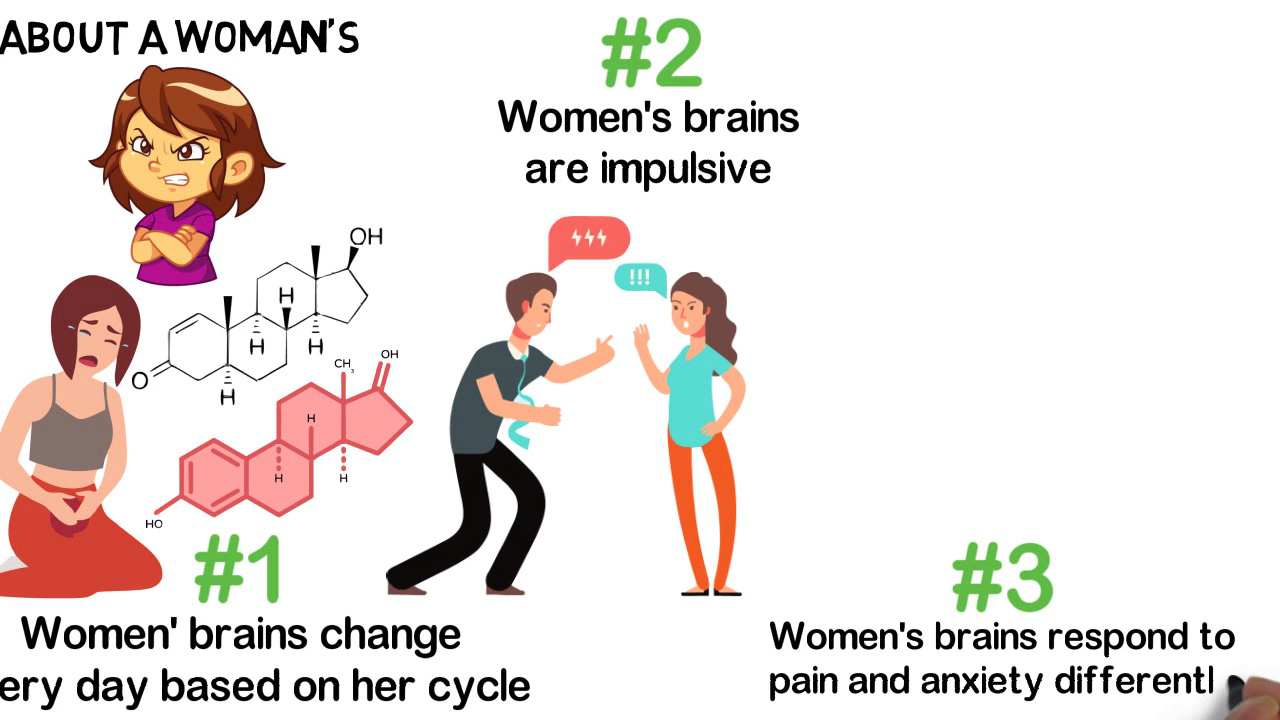 ABOUT A WOMAN'S
#2
Women's brains
are impulsive
!!!
OH
H
H
H
O
H
OH
CH₃
H
H
H
HO
#1
Women' brains change
ery day based on her cycle
#3
Women's brains respond to
pain and anxiety differentl